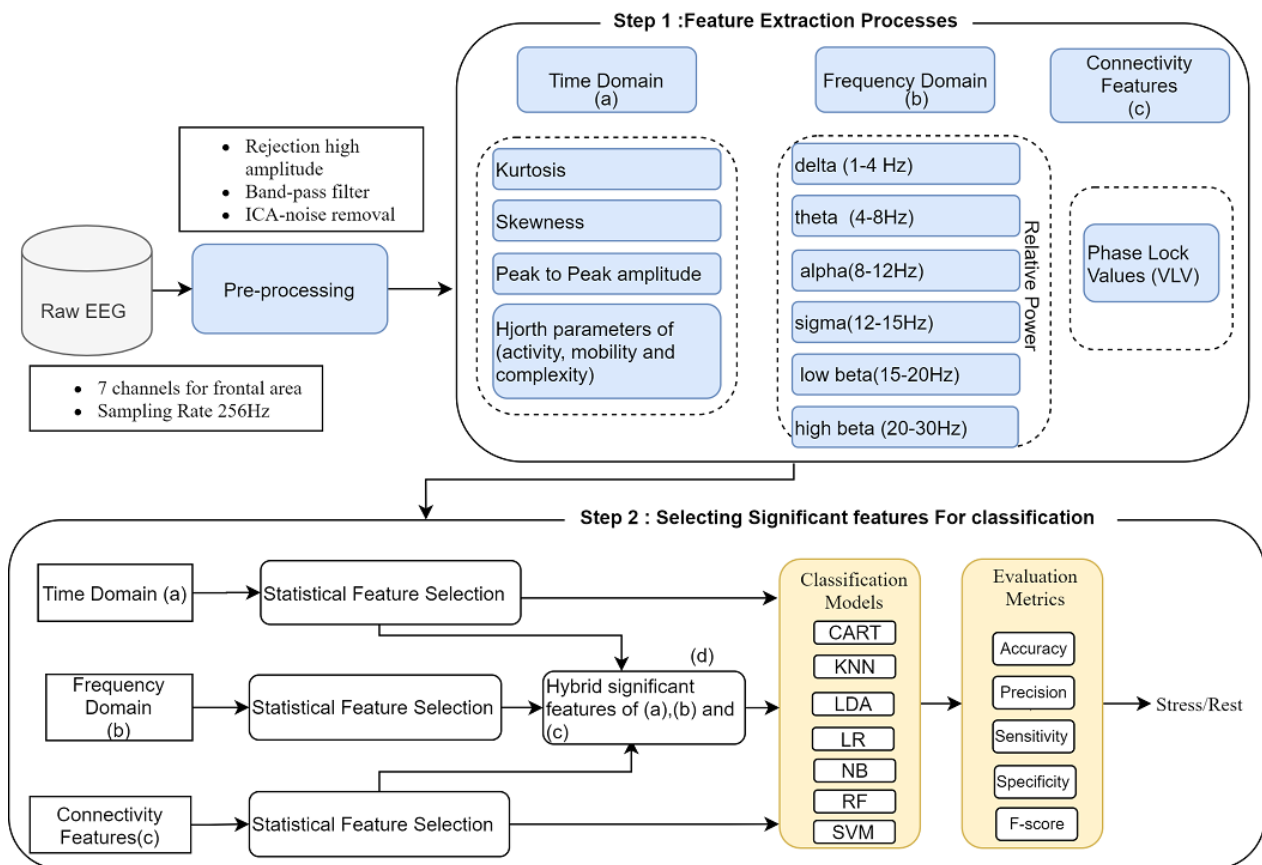 Step 1 :Feature Extraction Processes
Time Domain
(a)
Frequency Domain
(b)
Connectivity
Features
(c)
• Rejection high
amplitude
• Band-pass filter
• ICA-noise removal
Kurtosis
Skewness
Peak to Peak amplitude
Hjorth parameters of
(activity, mobility and
complexity)
delta (1-4 Hz)
theta (4-8Hz)
alpha(8-12Hz)
sigma(12-15Hz)
low beta(15-20Hz)
high beta (20-30Hz)
Relative Power
Phase Lock
Values (VLV)
Raw EEG
Pre-processing
• 7 channels for frontal area
• Sampling Rate 256Hz
Step 2 : Selecting Significant features For classification
Time Domain (a)
Statistical Feature Selection
Frequency
Domain
(b)
Statistical Feature Selection
Connectivity
Features(c)
Statistical Feature Selection
(d)
Hybrid significant
features of (a),(b) and
(c)
Classification
Models
CART
KNN
LDA
LR
NB
RF
SVM
Evaluation
Metrics
Accuracy
Precision
Sensitivity
Specificity
F-score
Stress/Rest